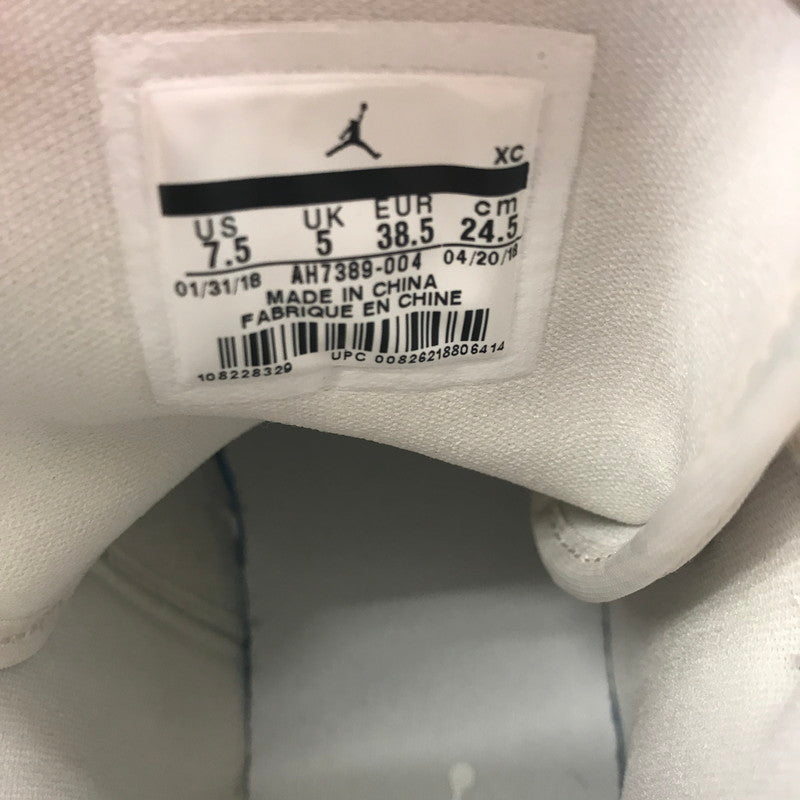 XC
US UK EUR cm
7.5 5 38.5 24.5
01/31/18 AH7389-004 04/20/18
MADE IN CHINA
FABRIQUE EN CHINE
108228329 UPC 00826218806414